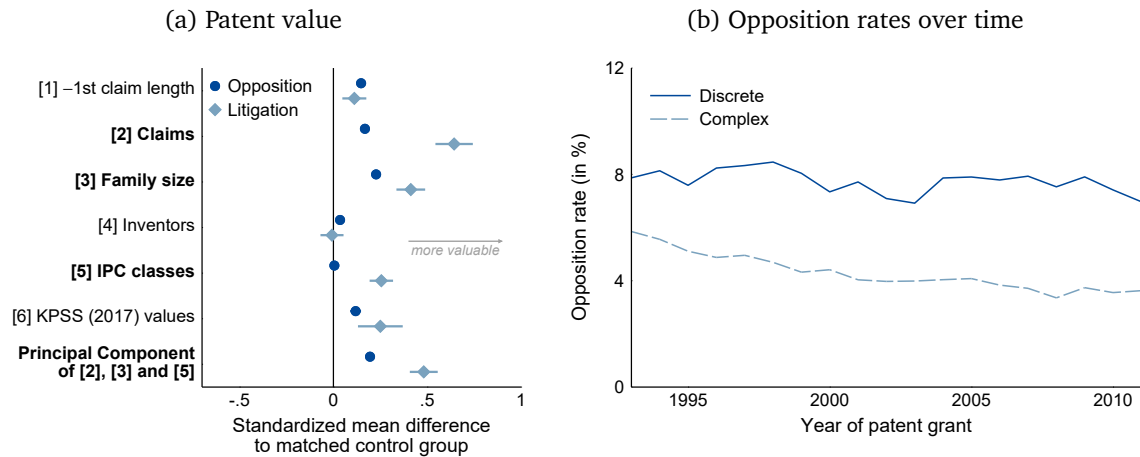 (a) Patent value
[1] –1st claim length
[2] Claims
[3] Family size
[4] Inventors
[5] IPC classes
[6] KPSS (2017) values
Principal Component
of [2], [3] and [5]
Opposition
Litigation
more valuable
-.5
0
.5
1
Standardized mean difference
to matched control group
(b) Opposition rates over time
Opposition rate (in %)
12
8
4
0
Discrete
Complex
1995
2000
2005
2010
Year of patent grant